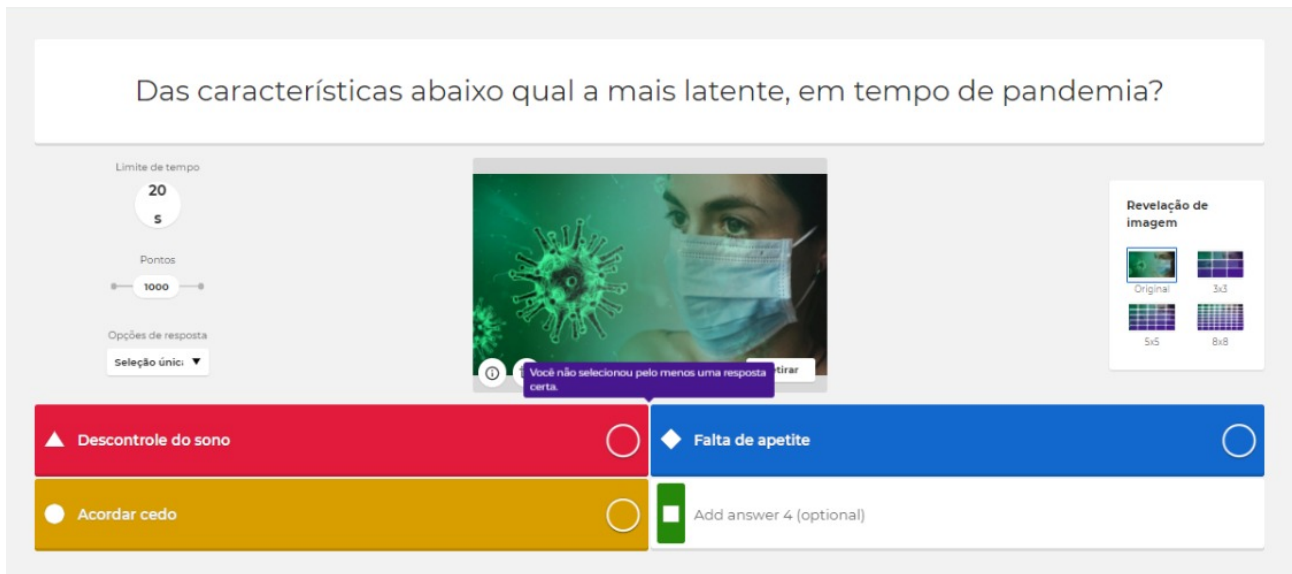 Das características abaixo qual a mais latente, em tempo de pandemia?
Limite de tempo
20
s
Pontos
1000
Opções de resposta
Seleção únic
Revelação de
imagem
Original
3x3
5x5
8x8
Você não selecionou pelo menos uma resposta
certa.
tirar
Descontrole do sono
Falta de apetite
Acordar cedo
Add answer 4 (optional)